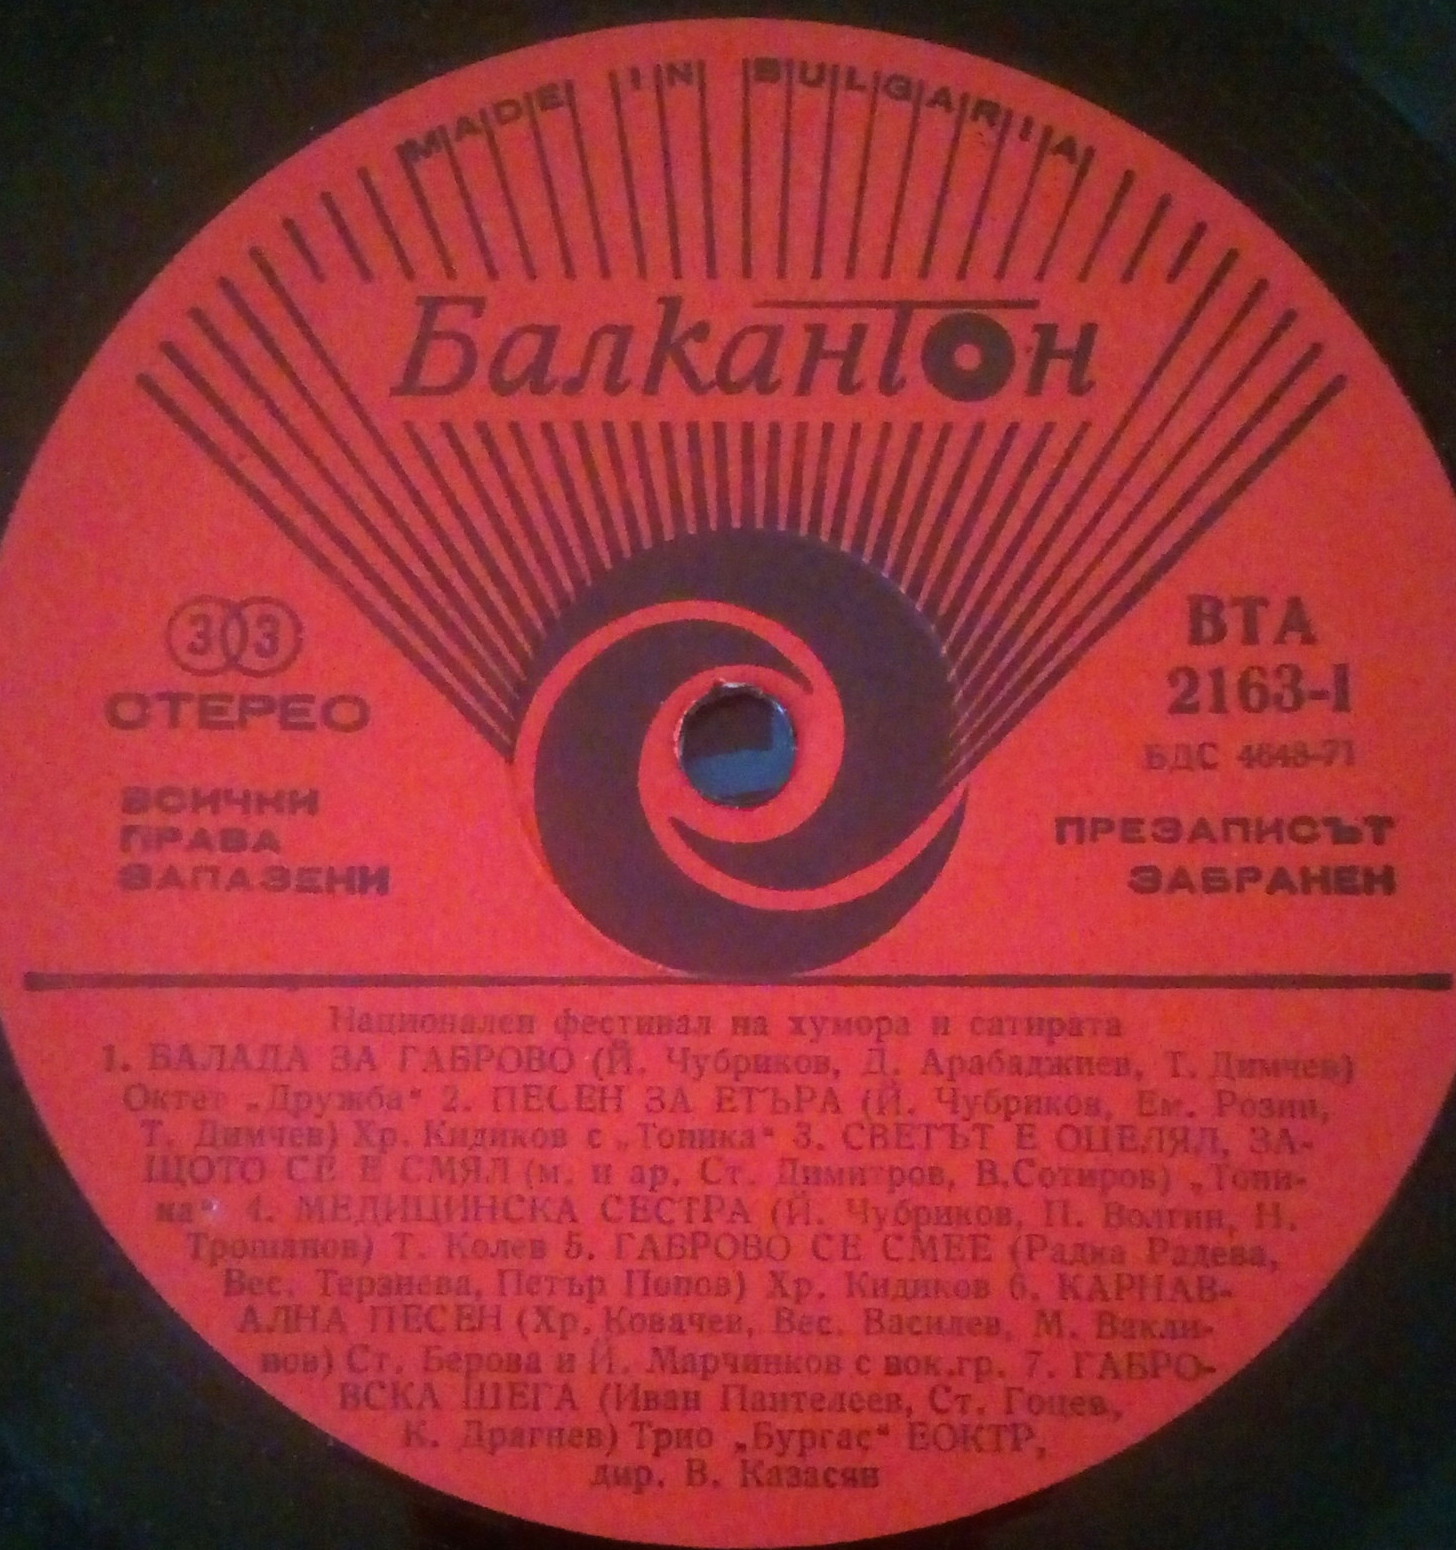 MADE IN BULGARIA
Балкантон
33
СТЕРЕО
ВСИЧКИ
ПРАВА
ЗАПАЗЕНИ
ВТА
2163-I
БДС 4648-71
ПРЕЗАПИСЪТ
ЗАБРАНЕН
Национален фестивал на хумора и сатирата
1. БАЛАДА ЗА ГАБРОВО (Й. Чубриков, Д. Арабаджиев, Т. Димчев)
Октет „Дружба“ 2. ПЕСЕН ЗА ЕТЪРА (Й. Чубриков, Ем. Розин,
Т. Димчев) Хр. Кидиков с „Тоника“ 3. СВЕТЪТ Е ОЦЕЛЯЛ, ЗА-
ЩОТО СЕ Е СМЯЛ (м. и ар. Ст. Димитров, В.Сотиров) „Тони-
ка“ 4. МЕДИЦИНСКА СЕСТРА (Й. Чубриков, П. Волгин, Н.
Трошанов) Т. Колев 5. ГАБРОВО СЕ СМЕЕ (Радка Радева,
Вес. Терзиева, Петър Попов) Хр. Кидиков 6. КАРНАВ-
АЛНА ПЕСЕН (Хр. Ковачев, Вес. Василев, М. Вакли-
нов) Ст. Берова и Й. Марчинков с вок.гр. 7. ГАБРО-
ВСКА ШЕГА (Иван Пантелеев, Ст. Гоцев,
К. Драгнев) Трио „Бургас“ ЕОКТР,
дир. В. Казасян